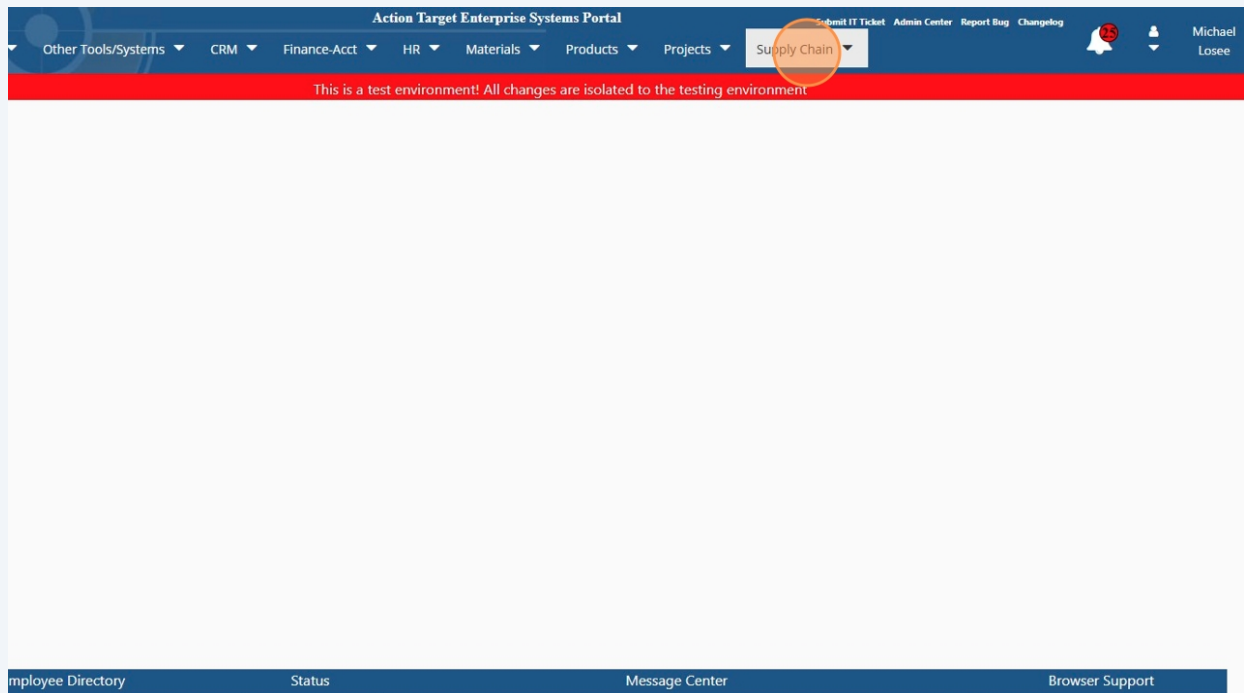 Action Target Enterprise Systems Portal
Submit IT Ticket Admin Center Report Bug Changelog
Other Tools/Systems CRM Finance-Acct HR Materials Products Projects Supply Chain 25 Michael
Losee
This is a test environment! All changes are isolated to the testing environment
mployee Directory Status Message Center Browser Support